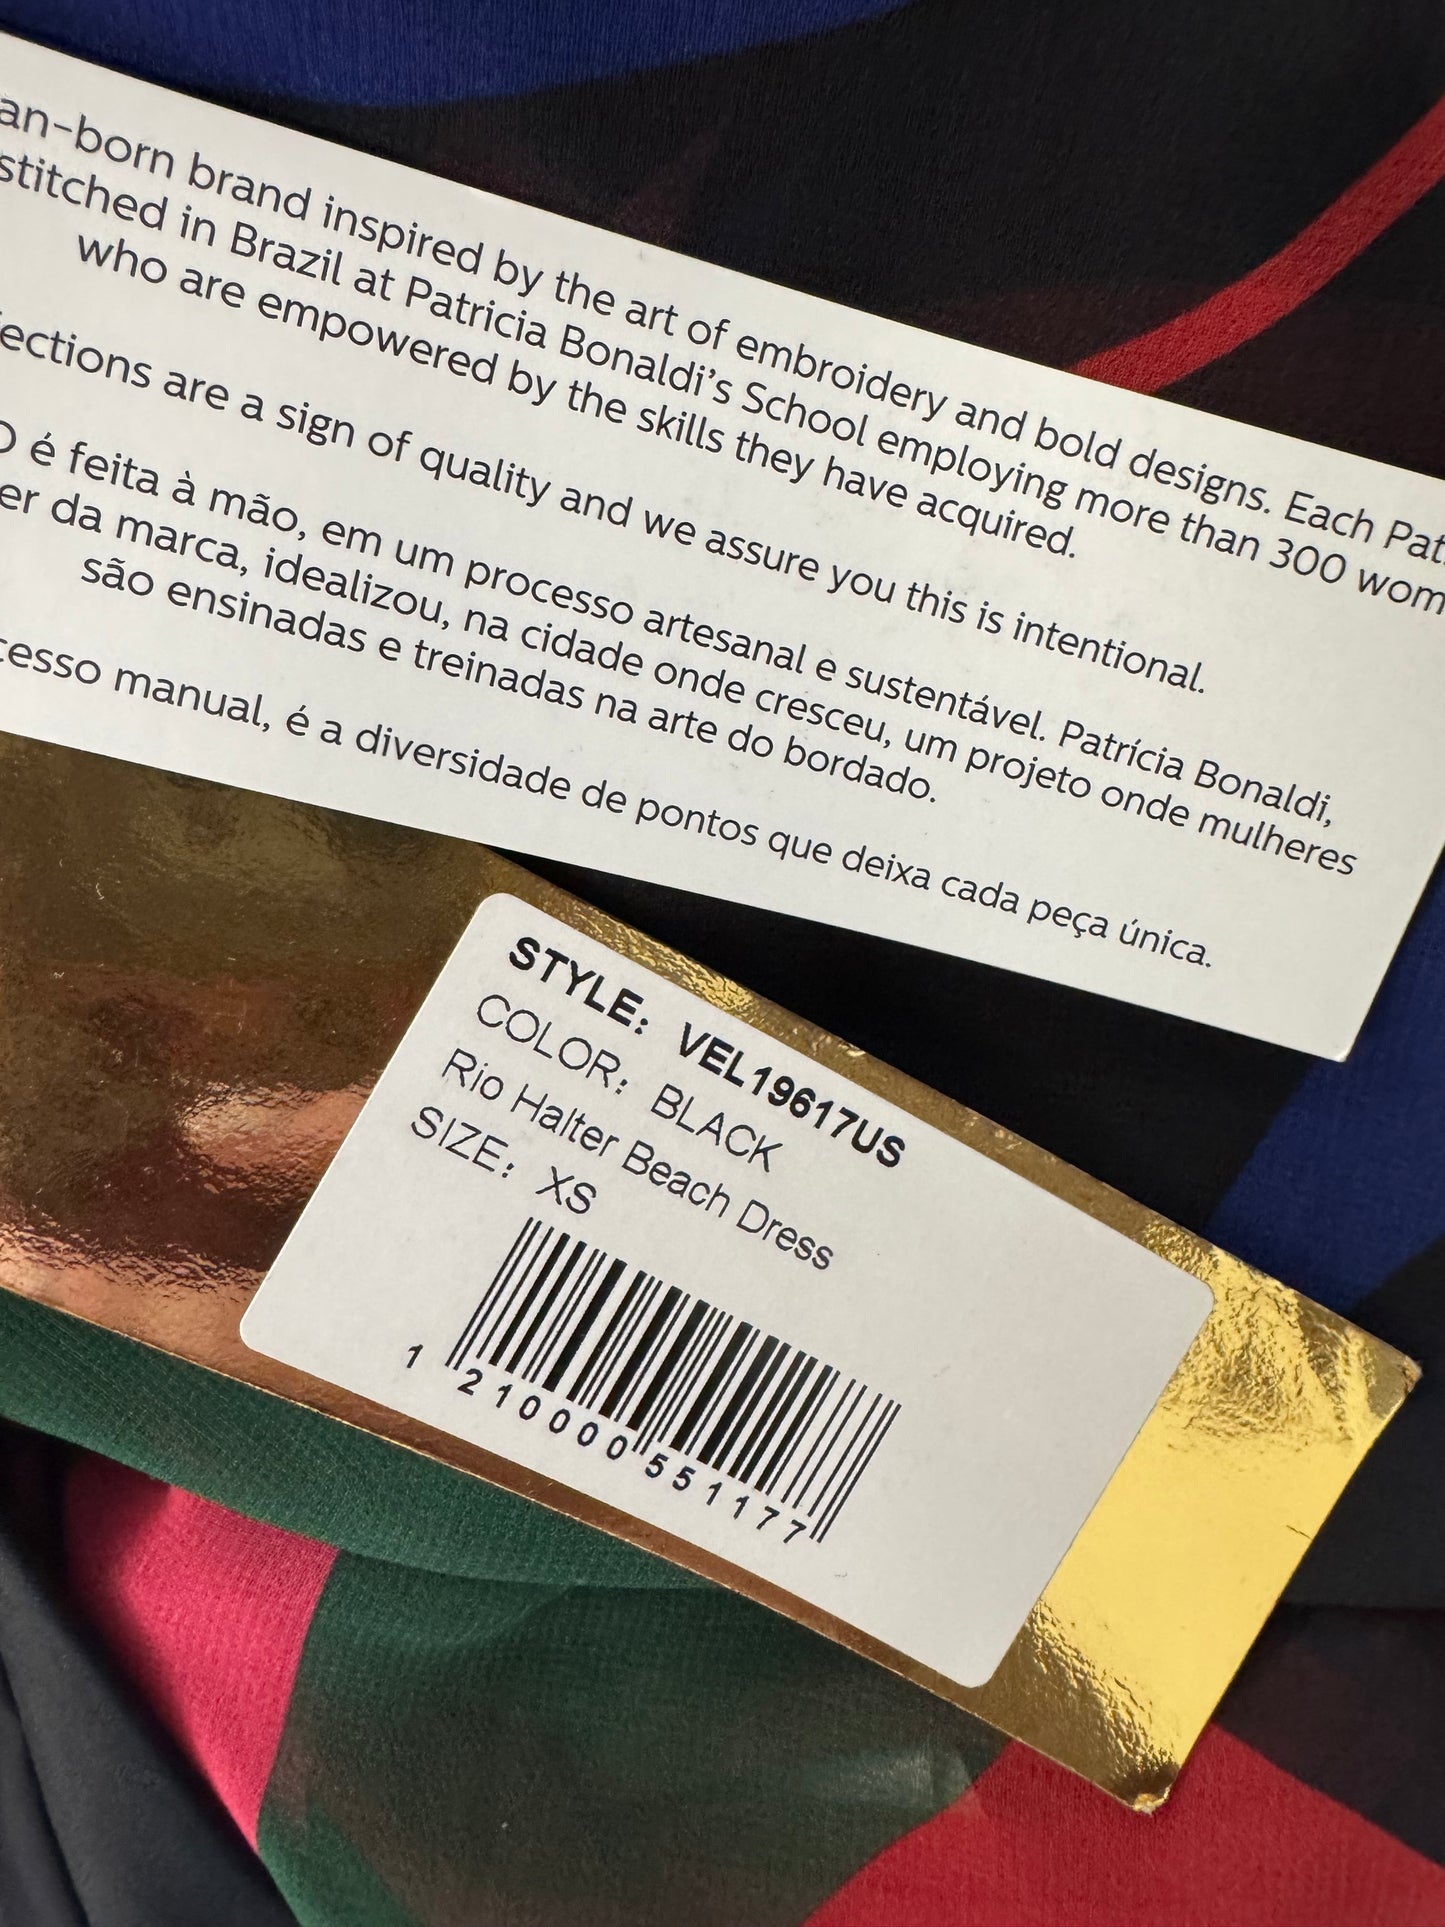 an-born brand inspired by the art of embroidery and bold designs. Each Pat
stitched in Brazil at Patricia Bonaldi's School employing more than 300 wom
who are empowered by the skills they have acquired.
ections are a sign of quality and we assure you this is intentional.
O é feita à mão, em um processo artesanal e sustentável. Patrícia Bonaldi,
er da marca, idealizou, na cidade onde cresceu, um projeto onde mulheres
são ensinadas e treinadas na arte do bordado.
cesso manual, é a diversidade de pontos que deixa cada peça única.
STYLE: VEL19617US
COLOR: BLACK
Rio Halter Beach Dress
SIZE: XS
1 210000 551177